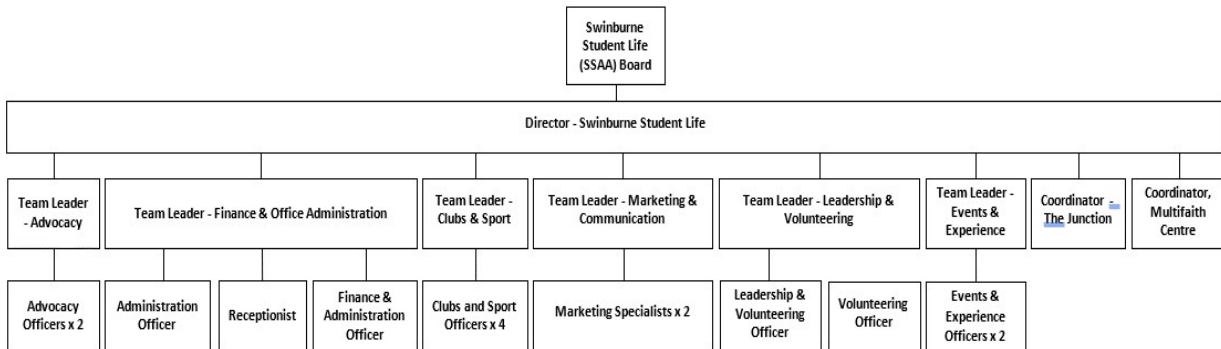 Swinburne
Student Life
(SSAA) Board
Director - Swinburne Student Life
Team Leader
- Advocacy
Team Leader - Finance & Office Administration
Team Leader -
Clubs & Sport
Team Leader - Marketing &
Communication
Team Leader - Leadership &
Volunteering
Team Leader -
Events &
Experience
Coordinator -
The Junction
Coordinator,
Multifaith
Centre
Advocacy
Officers x 2
Administration
Officer
Receptionist
Finance &
Administration
Officer
Clubs and Sport
Officers x 4
Marketing Specialists x 2
Leadership &
Volunteering
Officer
Volunteering
Officer
Events &
Experience
Officers x 2